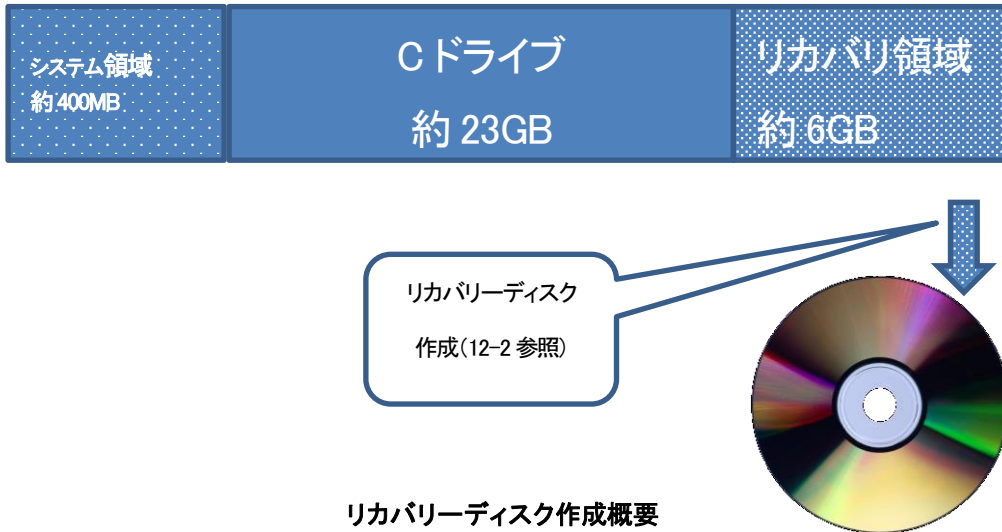 システム領域
約 400MB
C ドライブ
約 23GB
リカバリ領域
約 6GB
リカバリーディスク
作成(12-2 参照)
リカバリーディスク作成概要